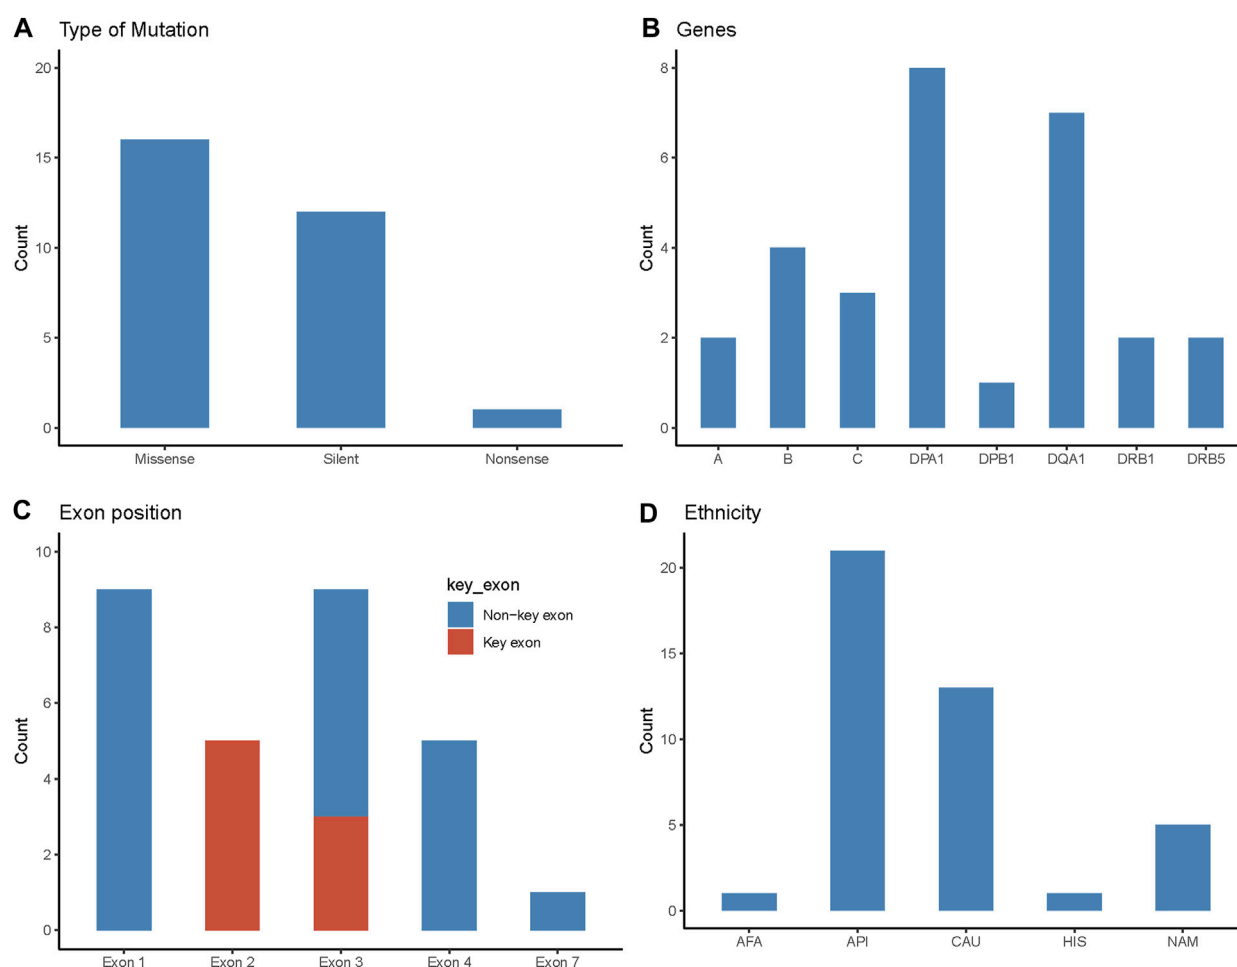 A Type of Mutation
20
15
10
5
0
Count
Missense Silent Nonsense
B Genes
8
6
4
2
0
Count
A B C DPA1 DPB1 DQA1 DRB1 DRB5
C Exon position
10
8
6
4
2
0
Count
key_exon
Non−key exon
Key exon
Exon 1 Exon 2 Exon 3 Exon 4 Exon 7
D Ethnicity
20
15
10
5
0
Count
AFA API CAU HIS NAM